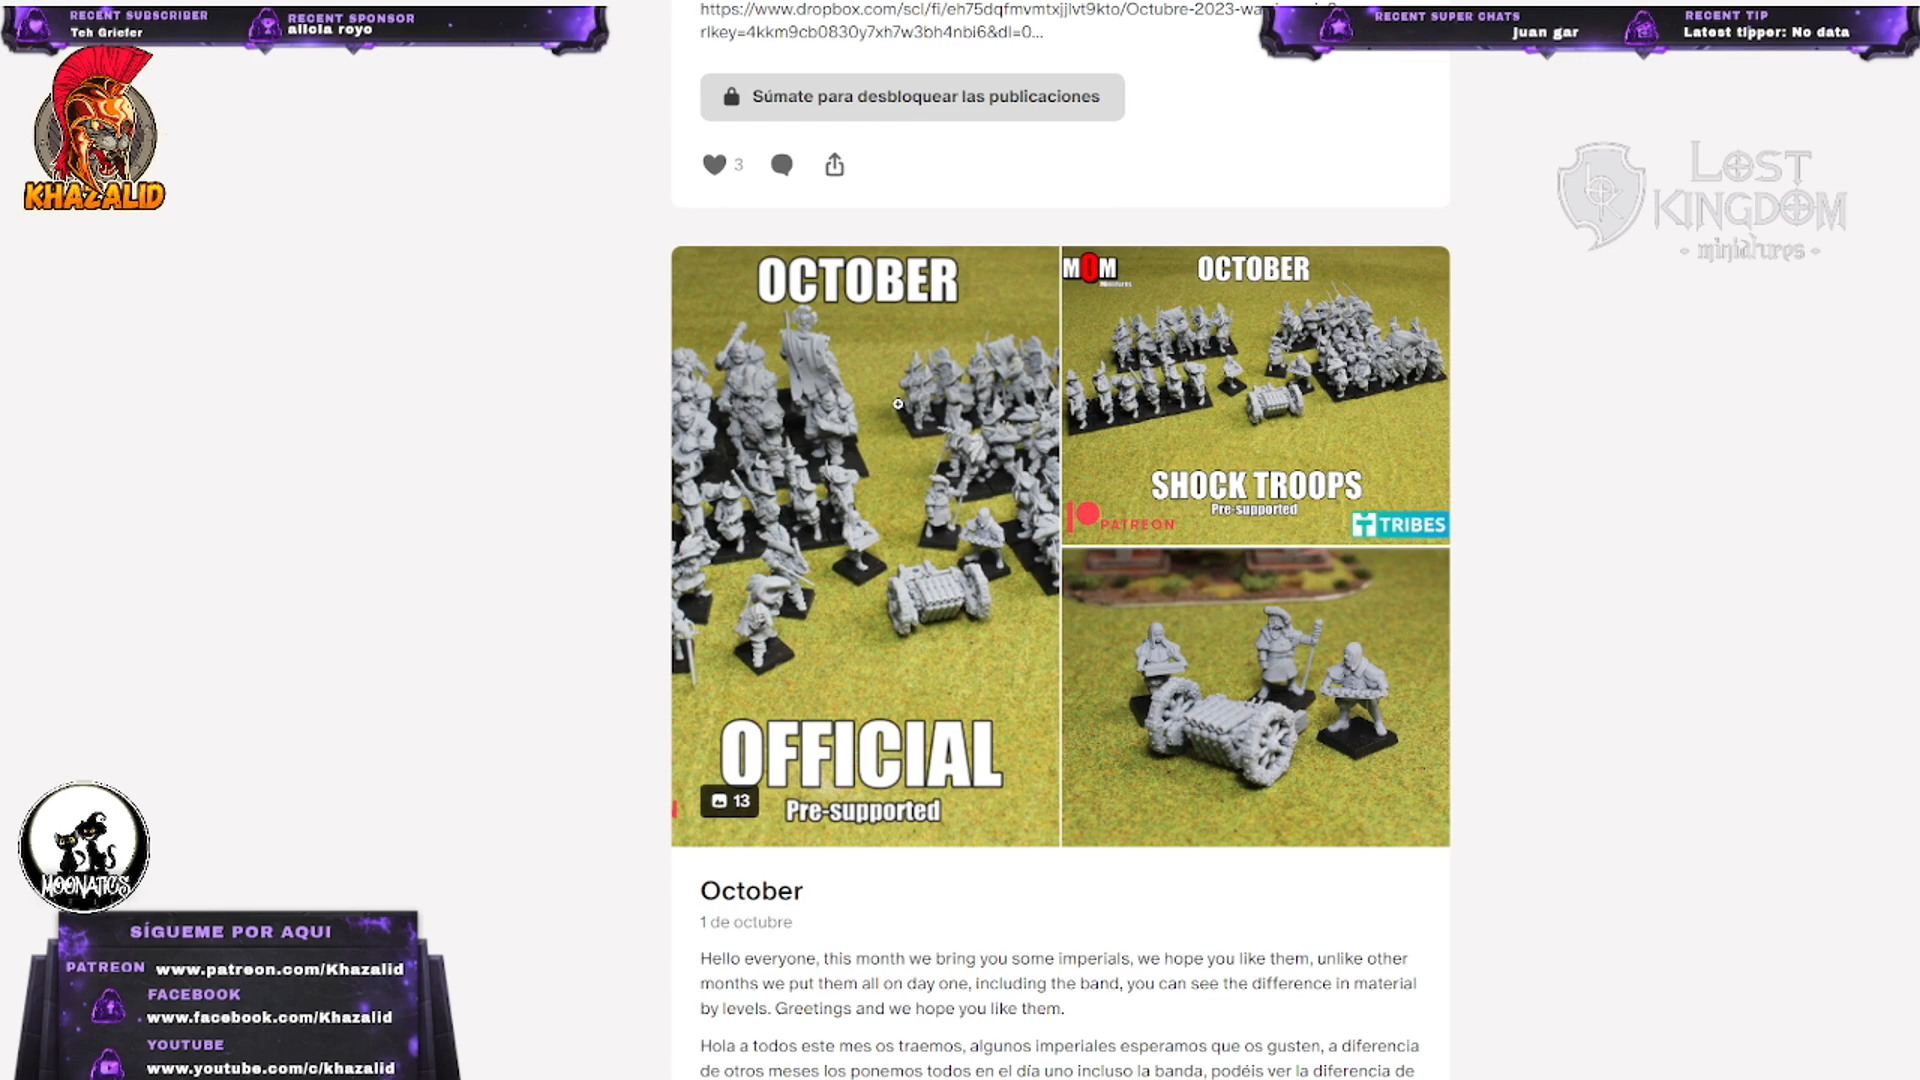 RECENT SUBSCRIBER
Teh Griefer
RECENT SPONSOR
alicia royo
https://www.dropbox.com/scl/fi/eh75dqfmvmtxjjlvt9kto/Octubre-2023-wa
rlkey=4kkm9cb0830y7xh7w3bh4nbi6&dl=0...
RECENT SUPER CHATS
juan gar
RECENT TIP
Latest tipper: No data
KHAZALID
Súmate para desbloquear las publicaciones
3
LOST
KINGDOM
- miniatures -
OCTOBER
OFFICIAL
13
Pre-supported
MOM
Miniatures
OCTOBER
SHOCK TROOPS
Pre-supported
PATREON
TRIBES
October
1 de octubre
Hello everyone, this month we bring you some imperials, we hope you like them, unlike other
months we put them all on day one, including the band, you can see the difference in material
by levels. Greetings and we hope you like them.
Hola a todos este mes os traemos, algunos imperiales esperamos que os gusten, a diferencia
de otros meses los ponemos todos en el día uno incluso la banda, podéis ver la diferencia de
MOONATICS
SÍGUEME POR AQUI
PATREON www.patreon.com/Khazalid
FACEBOOK
www.facebook.com/Khazalid
YOUTUBE
www.youtube.com/c/khazalid